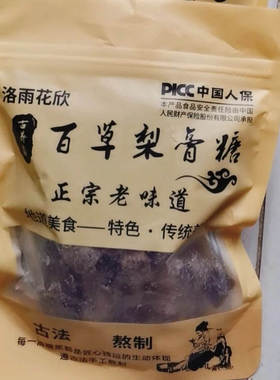 洛雨花欣
PICC 中国人保
本产品食品安全责任险由中国
人民财产保险股份有限公司承担
百草梨膏糖
正宗老味道
美食——特色·传统
古法 熬制